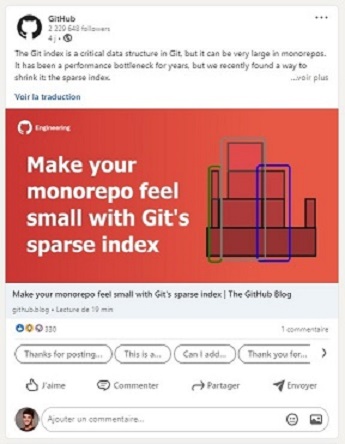 GitHub
2 229 648 followers
4 j •
The Git index is a critical data structure in Git, but it can be very large in monorepos.
It has been a performance bottleneck for years, but we recently found a way to
shrink it: the sparse index. ...voir plus
Voir la traduction
Engineering
Make your
monorepo feel
small with Git's
sparse index
Make your monorepo feel small with Git's sparse index | The GitHub Blog
github.blog • Lecture de 19 min
330 1 commentaire
Thanks for posting... This is a... Can I add... Thank you for...
J'aime Commenter Partager Envoyer
Ajouter un commentaire...